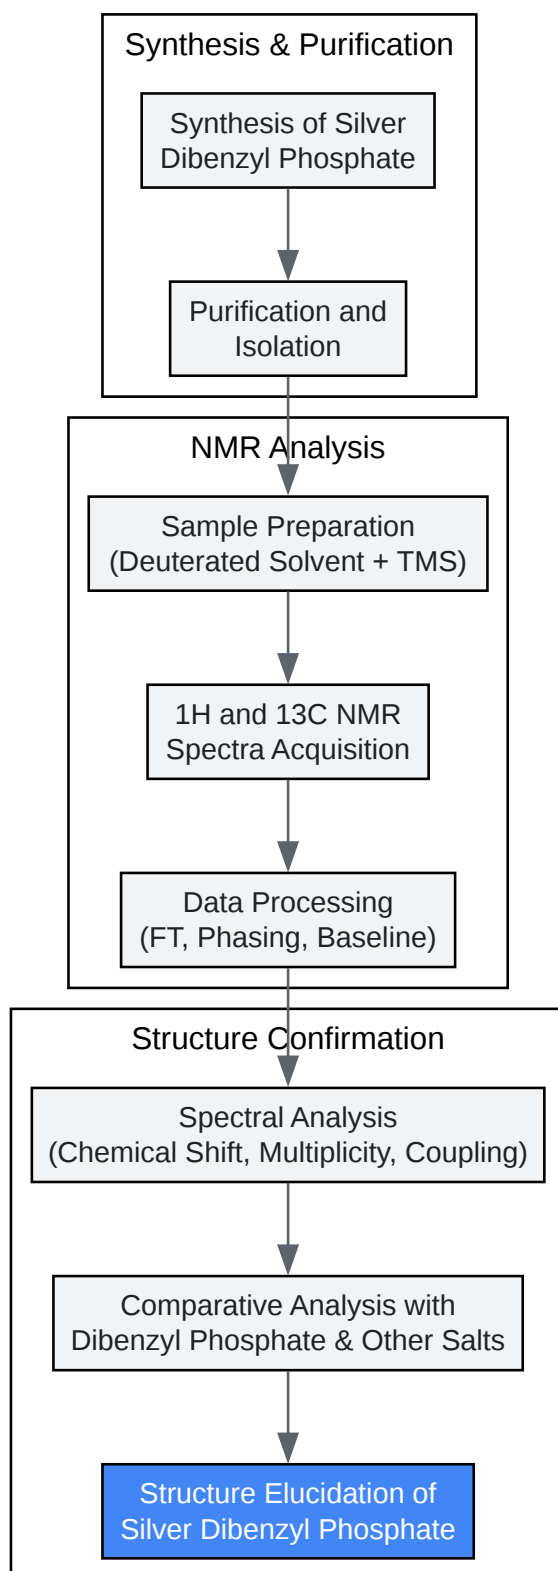 Synthesis & Purification
Synthesis of Silver
Dibenzyl Phosphate
Purification and
Isolation
NMR Analysis
Sample Preparation
(Deuterated Solvent + TMS)
1H and 13C NMR
Spectra Acquisition
Data Processing
(FT, Phasing, Baseline)
Structure Confirmation
Spectral Analysis
(Chemical Shift, Multiplicity, Coupling)
Comparative Analysis with
Dibenzyl Phosphate & Other Salts
Structure Elucidation of
Silver Dibenzyl Phosphate